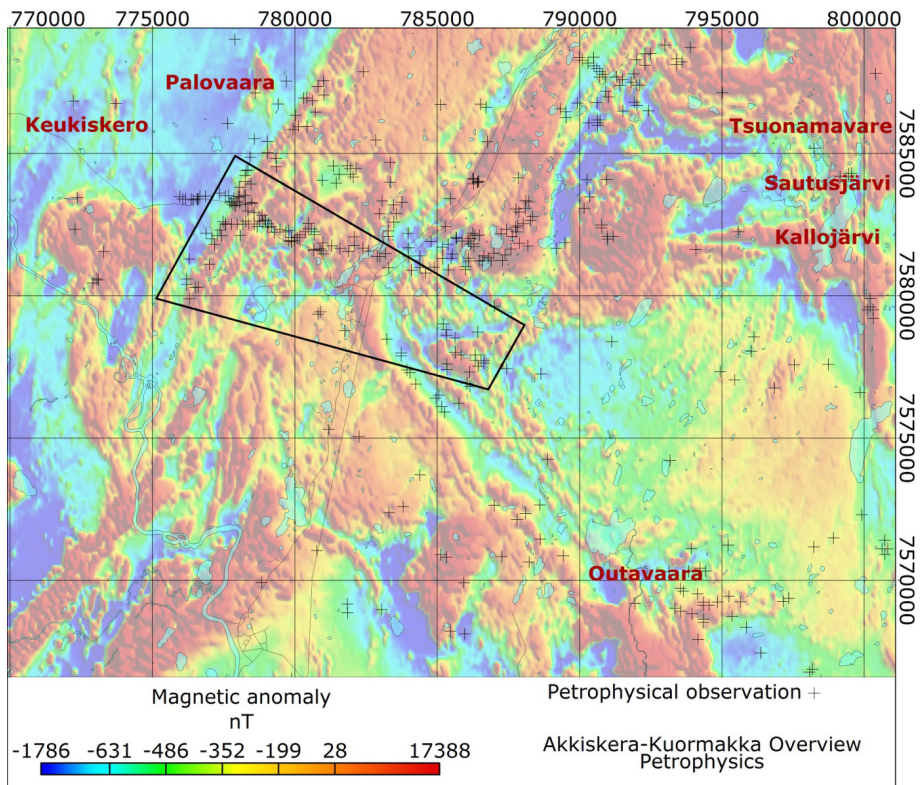 770000 775000 780000 785000 790000 795000 800000
Palovaara
Keukiskero
Tsuonamavare
7585000
Sautusjärvi
Kallojärvi
7580000
7575000
Outavaara
7570000
Magnetic anomaly
nT
-1786 -631 -486 -352 -199 28 17388
Petrophysical observation +
Akkiskera-Kuormakka Overview
Petrophysics